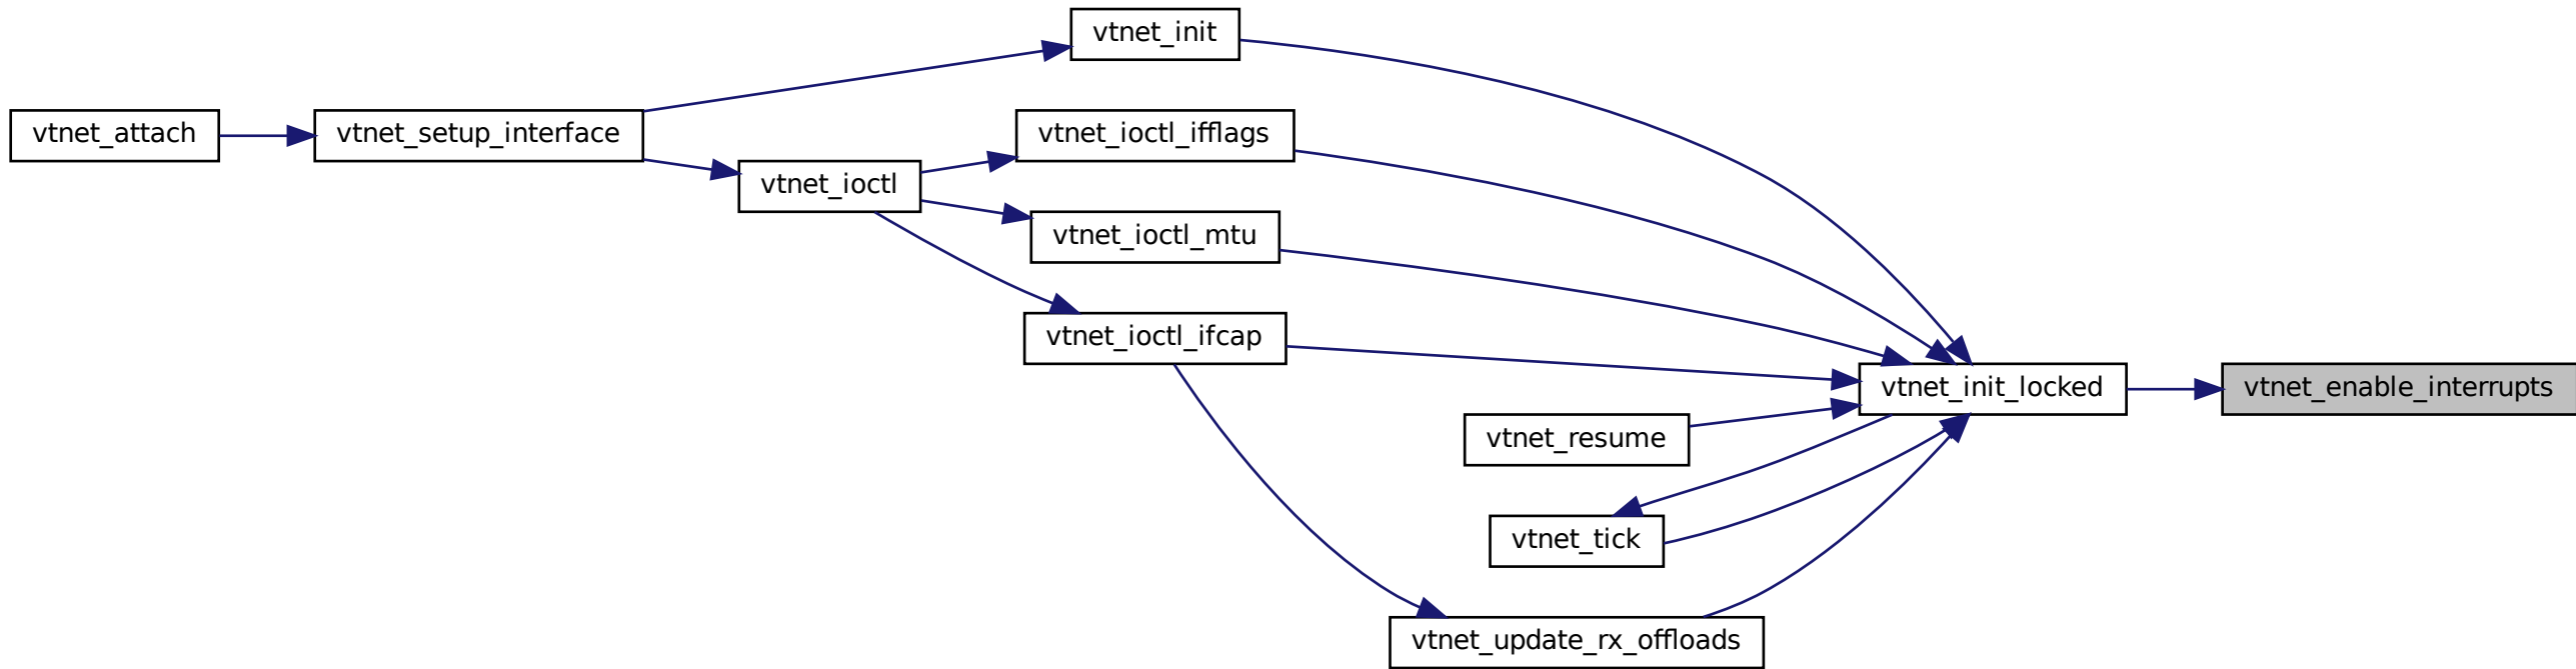 vtnet_init
vtnet_attach
vtnet_setup_interface
vtnet_ioctl_ifflags
vtnet_ioctl
vtnet_ioctl_mtu
vtnet_ioctl_ifcap
vtnet_init_locked
vtnet_enable_interrupts
vtnet_resume
vtnet_tick
vtnet_update_rx_offloads